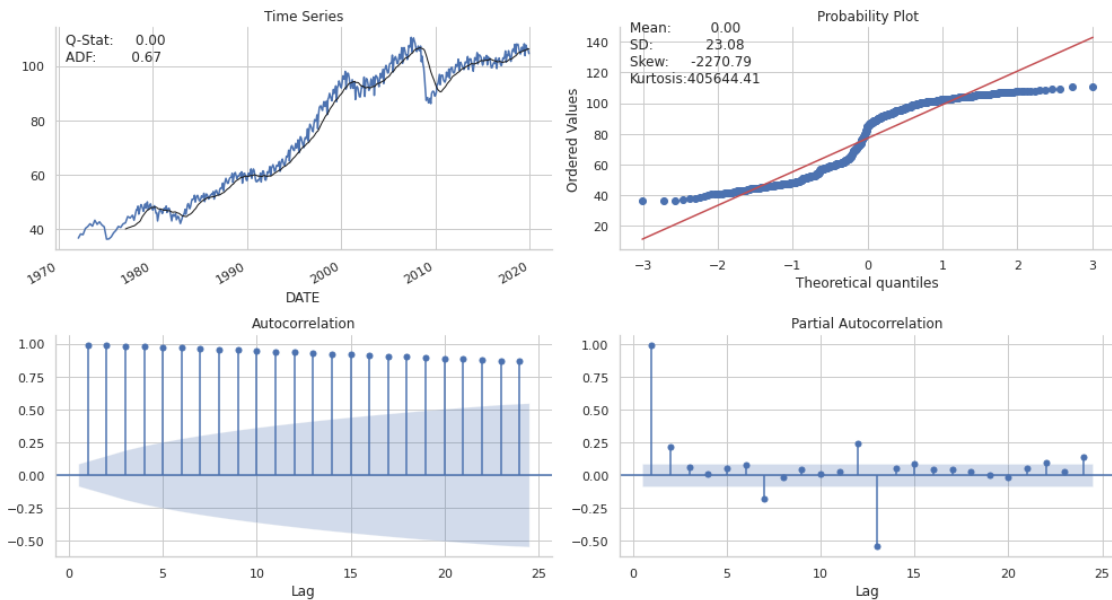 Time Series
Q-Stat: 0.00
ADF: 0.67
100
80
60
40
1970
1980
1990
2000
2010
2020
DATE
Probability Plot
Mean: 0.00
SD: 23.08
Skew: -2270.79
Kurtosis:405644.41
140
120
100
80
60
40
20
Ordered Values
−3 −2 −1 0 1 2 3
Theoretical quantiles
Autocorrelation
1.00
0.75
0.50
0.25
0.00
−0.25
−0.50
0 5 10 15 20 25
Lag
Partial Autocorrelation
1.00
0.75
0.50
0.25
0.00
−0.25
−0.50
0 5 10 15 20 25
Lag